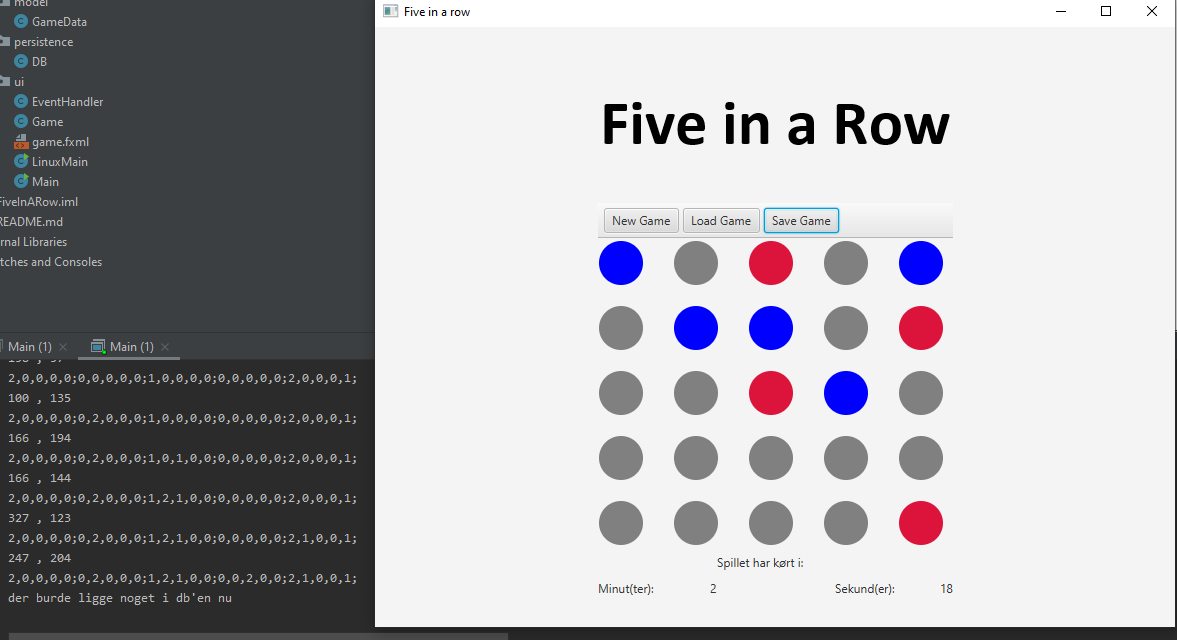 model
GameData
persistence
DB
ui
EventHandler
Game
game.fxml
LinuxMain
Main
FiveInARow.iml
README.md
rnal Libraries
tches and Consoles
Main (1)
Main (1)
2,0,0,0,0;0,0,0,0,0;1,0,0,0,0;0,0,0,0,0;2,0,0,0,1;
100 , 135
2,0,0,0,0;0,2,0,0,0;1,0,0,0,0;0,0,0,0,0;2,0,0,0,1;
166 , 194
2,0,0,0,0;0,2,0,0,0;1,0,1,0,0;0,0,0,0,0;2,0,0,0,1;
166 , 144
2,0,0,0,0;0,2,0,0,0;1,2,1,0,0;0,0,0,0,0;2,0,0,0,1;
327 , 123
2,0,0,0,0;0,2,0,0,0;1,2,1,0,0;0,0,0,0,0;2,1,0,0,1;
247 , 204
2,0,0,0,0;0,2,0,0,0;1,2,1,0,0;0,0,2,0,0;2,1,0,0,1;
der burde ligge noget i db'en nu
Five in a row
Five in a Row
New Game
Load Game
Save Game
Spillet har kørt i:
Minut(ter): 2 Sekund(er): 18